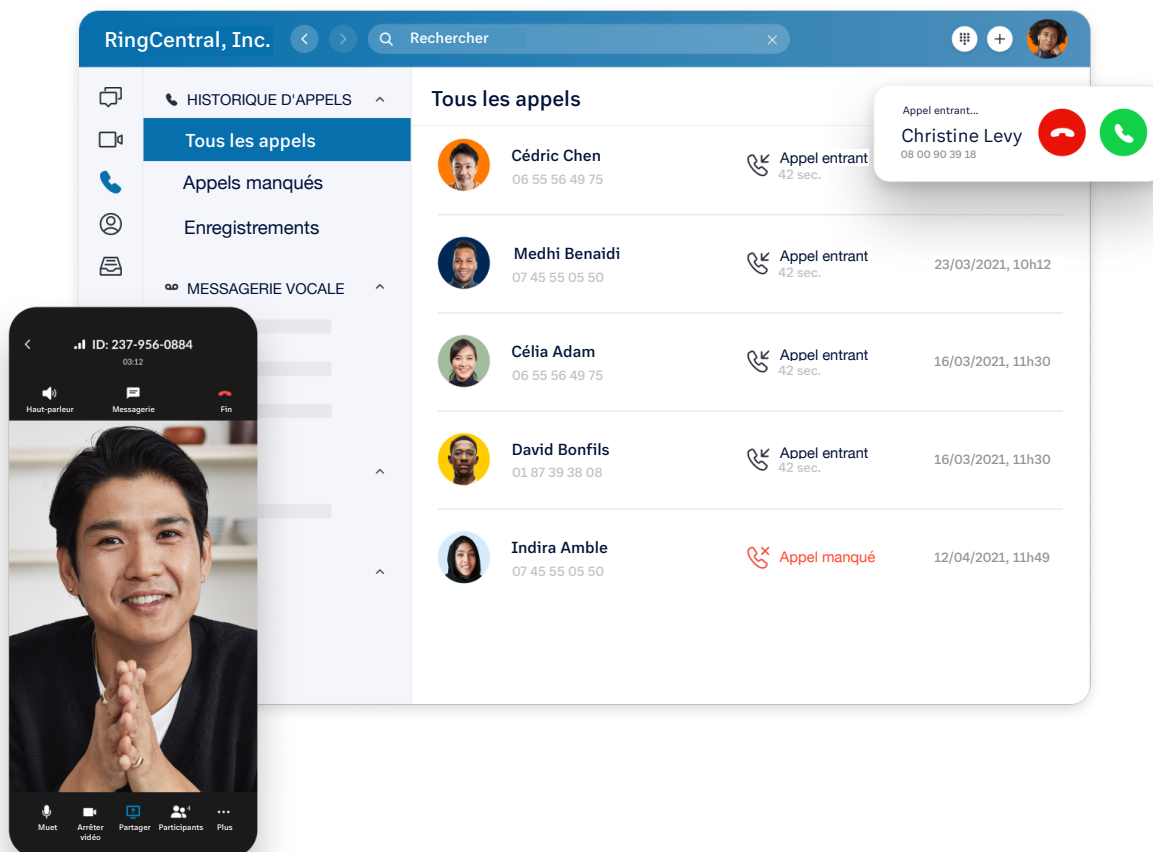 RingCentral, Inc.
Rechercher
HISTORIQUE D'APPELS
Tous les appels
Appels manqués
Enregistrements
MESSAGERIE VOCALE
Tous les appels
Appel entrant...
Christine Levy
08 00 90 39 18
Cédric Chen
06 55 56 49 75
Appel entrant
42 sec.
Medhi Benaidi
07 45 55 05 50
Appel entrant
42 sec.
23/03/2021, 10h12
Célia Adam
06 55 56 49 75
Appel entrant
42 sec.
16/03/2021, 11h30
David Bonfils
01 87 39 38 08
Appel entrant
42 sec.
16/03/2021, 11h30
Indira Amble
07 45 55 05 50
Appel manqué
12/04/2021, 11h49
ID: 237-956-0884
03:12
Haut-parleur
Messagerie
Fin
Muet
Arrêter
vidéo
Partager
4
Participants
Plus